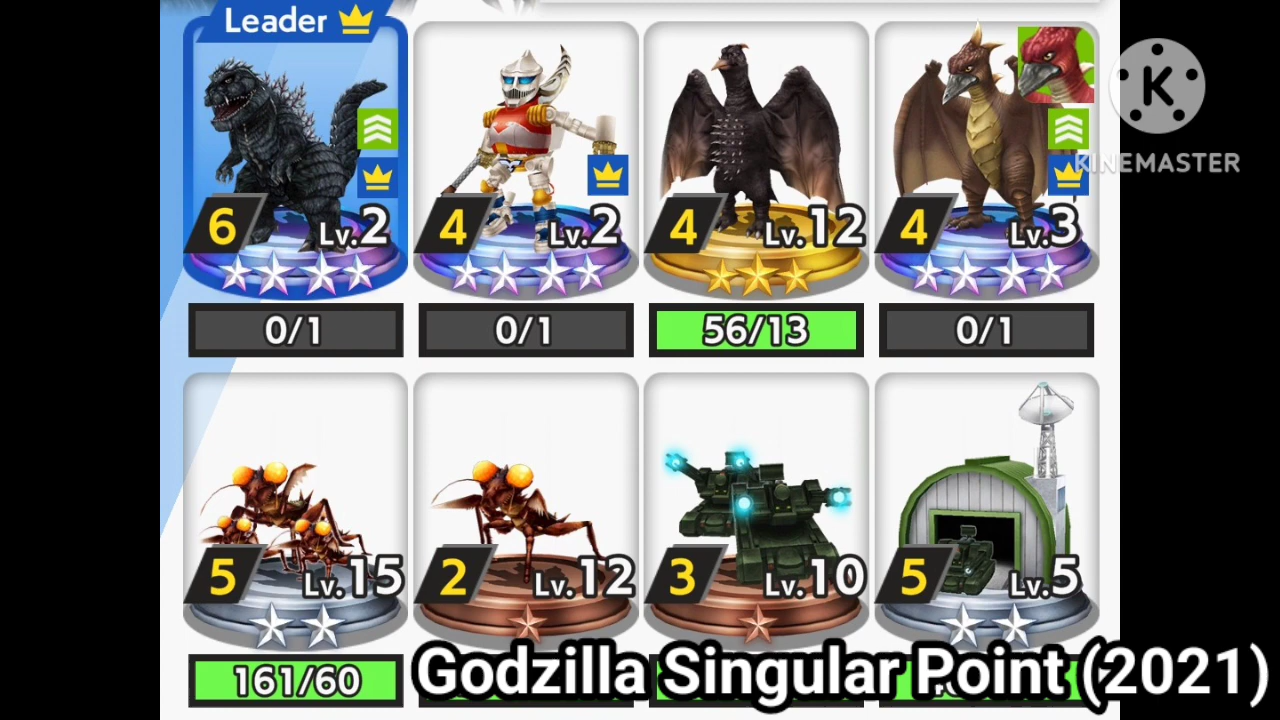 Leader
K
KINEMASTER
6 Lv.2
4 Lv.2
4 Lv.12
4 Lv.3
0/1
0/1
56/13
0/1
5 Lv.15
2 Lv.12
3 Lv.10
5 Lv.5
161/60
Godzilla Singular Point (2021)